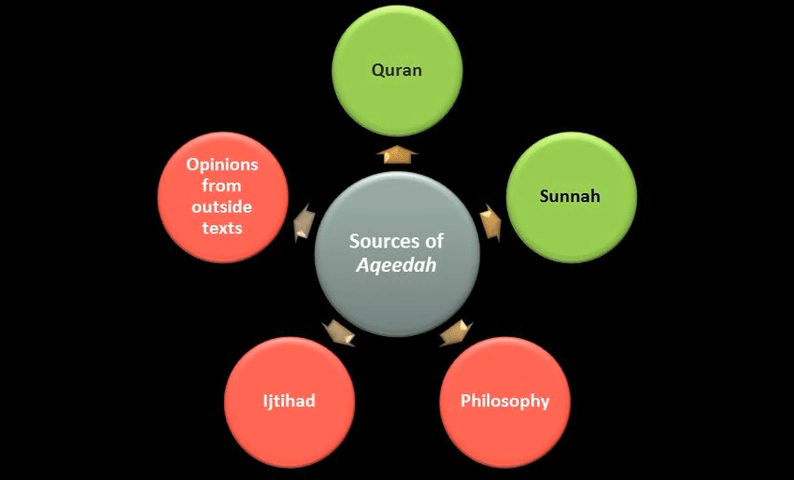 Quran
Opinions
from
outside
texts
Sunnah
Sources of
Aqeedah
Ijtihad
Philosophy